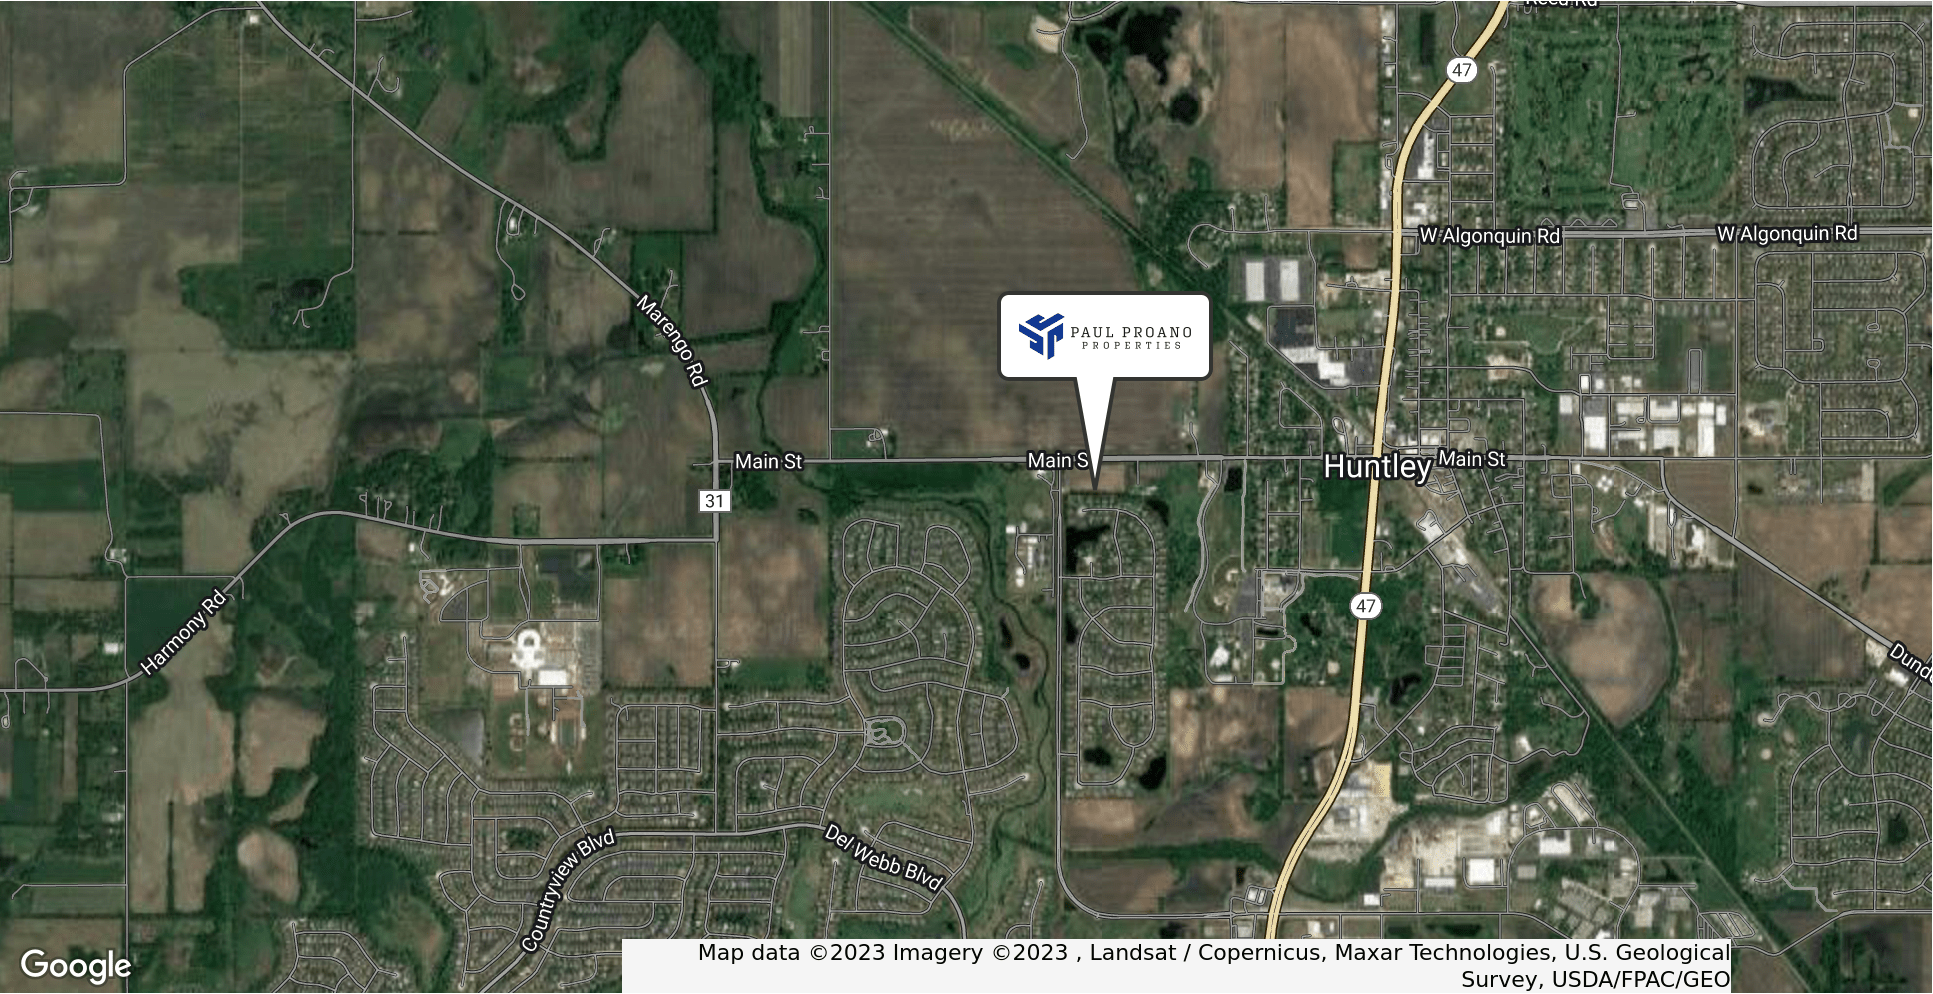 Reed Rd
47
W Algonquin Rd
W Algonquin Rd
Marengo Rd
PAUL PROANO
PROPERTIES
Main St
Main S
Huntley
Main St
31
Harmony Rd
47
Countryview Blvd
Del Webb Blvd
Google
Map data ©2023 Imagery ©2023 , Landsat / Copernicus, Maxar Technologies, U.S. Geological
Survey, USDA/FPAC/GEO